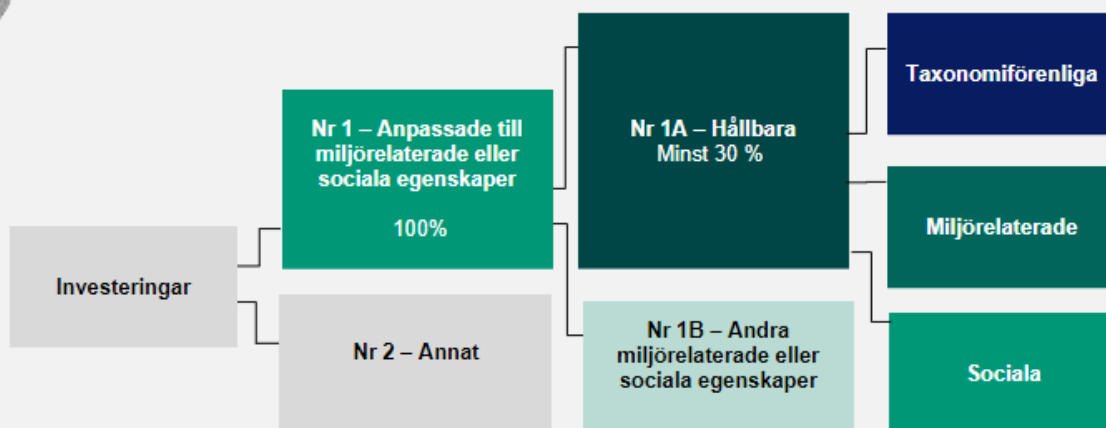 Investeringar
Nr 1 – Anpassade till
miljörelaterade eller
sociala egenskaper
100%
Nr 2 – Annat
Nr 1A – Hållbara
Minst 30 %
Nr 1B – Andra
miljörelaterade eller
sociala egenskaper
Taxonomiförenliga
Miljörelaterade
Sociala